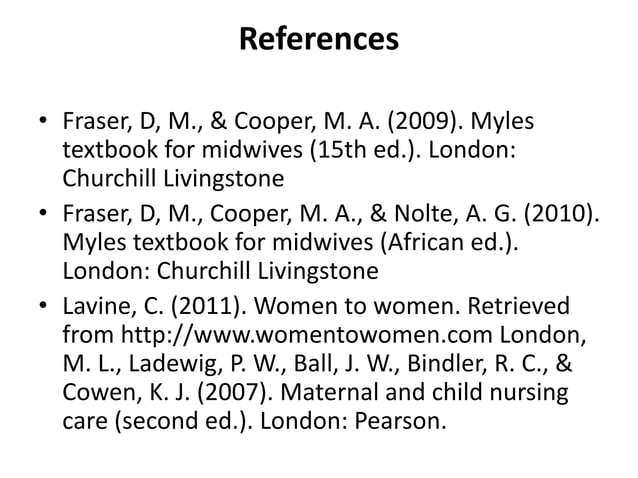 References
• Fraser, D, M., & Cooper, M. A. (2009). Myles
textbook for midwives (15th ed.). London:
Churchill Livingstone
• Fraser, D, M., Cooper, M. A., & Nolte, A. G. (2010).
Myles textbook for midwives (African ed.).
London: Churchill Livingstone
• Lavine, C. (2011). Women to women. Retrieved
from http://www.womentowomen.com London,
M. L., Ladewig, P. W., Ball, J. W., Bindler, R. C., &
Cowen, K. J. (2007). Maternal and child nursing
care (second ed.). London: Pearson.